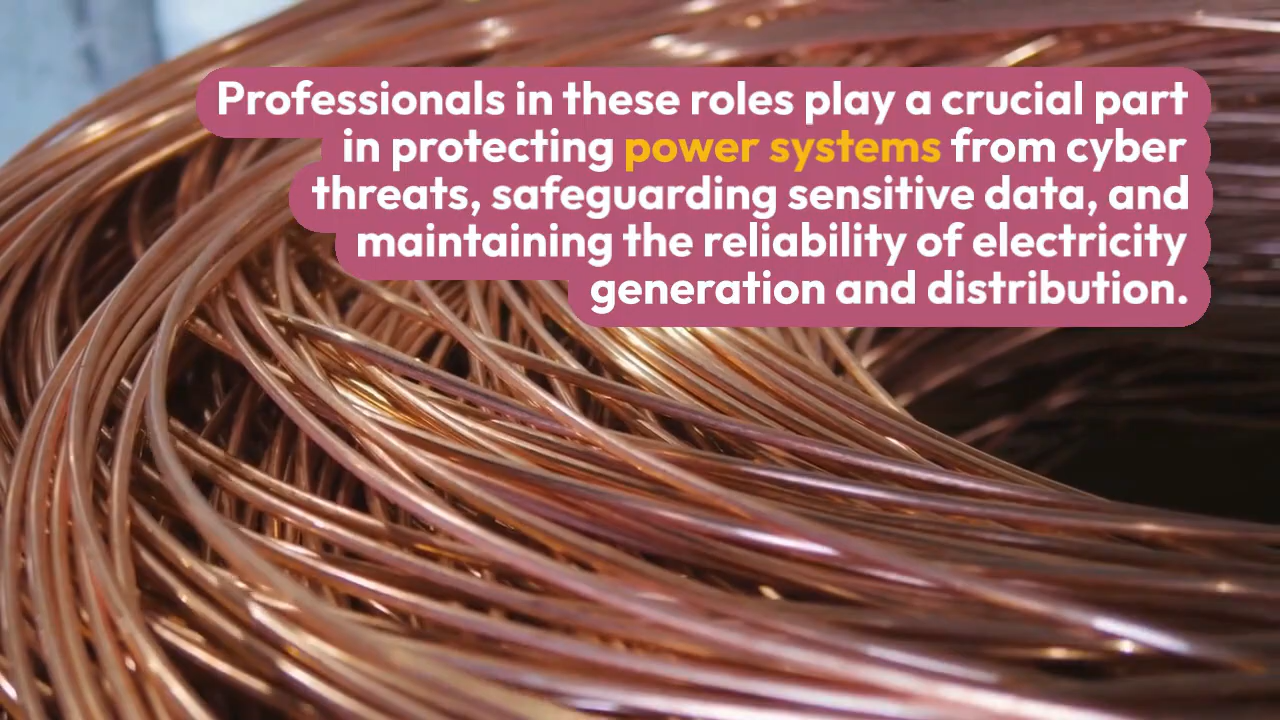 Professionals in these roles play a crucial part
in protecting power systems from cyber
threats, safeguarding sensitive data, and
maintaining the reliability of electricity
generation and distribution.